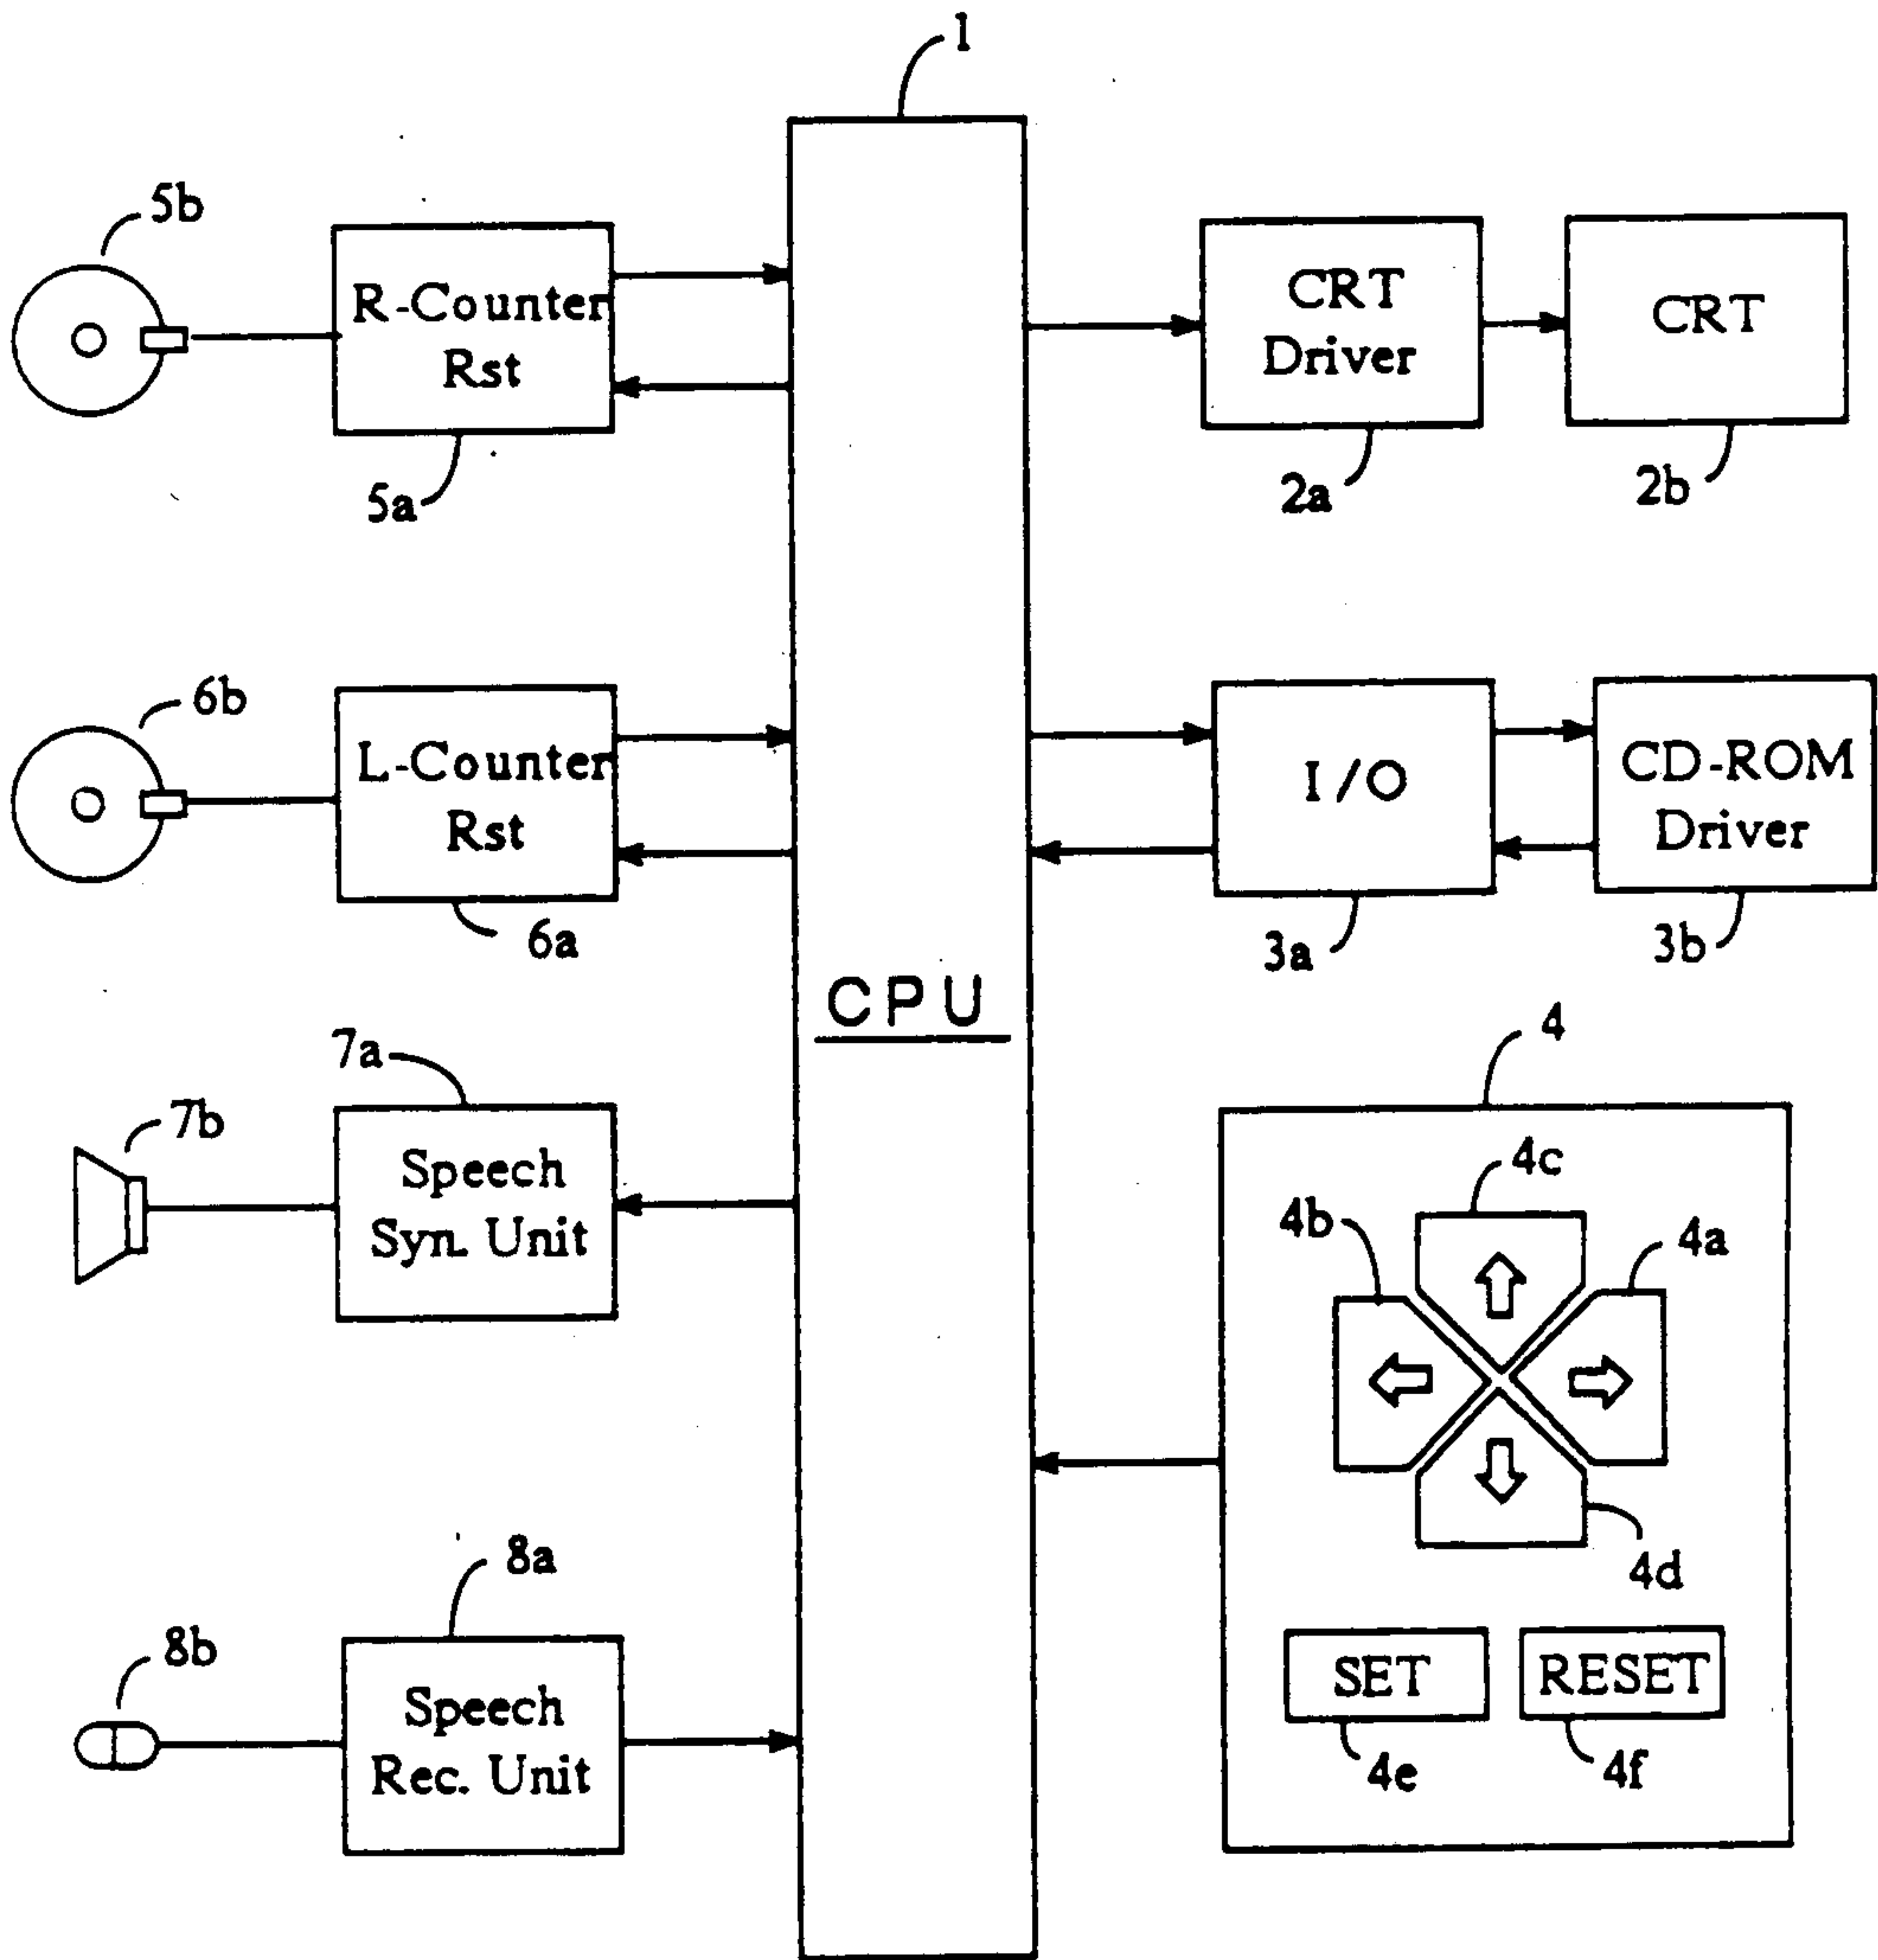 1
5b
R-Counter
Rst
5a
CRT
Driver
2a
CRT
2b
6b
L-Counter
Rst
6a
I/O
3a
CD-ROM
Driver
3b
CPU
7a
7b
Speech
Syn. Unit
4
4c
4b
4a
4d
SET
RESET
4e
4f
8a
8b
Speech
Rec. Unit